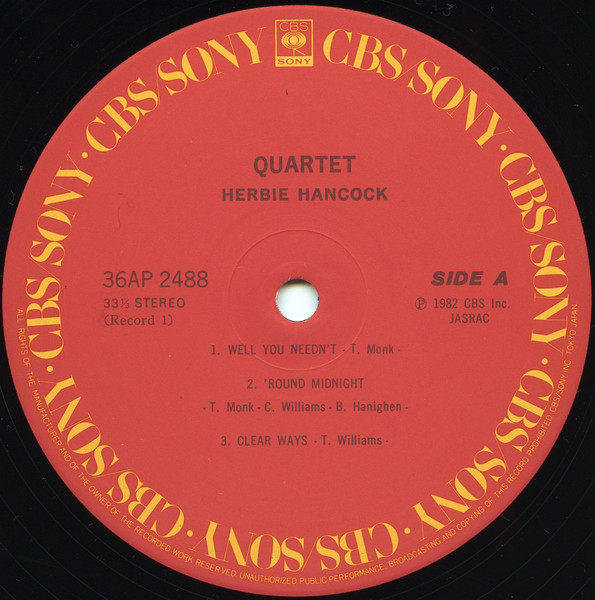 CBS
SONY
CBS/SONY · CBS/SONY · CBS/SONY · CBS/SONY · CBS/SONY · CBS/SONY · CBS/SONY · CBS/SONY
QUARTET
HERBIE HANCOCK
36AP 2488
33⅓ STEREO
(Record 1)
SIDE A
Ⓟ 1982 CBS Inc.
JASRAC
1. WELL YOU NEEDN'T - T. Monk -
2. 'ROUND MIDNIGHT
- T. Monk - C. Williams - B. Hanighen -
3. CLEAR WAYS - T. Williams -
ALL RIGHTS OF THE MANUFACTURER AND OF THE OWNER OF THE RECORDED WORK RESERVED. UNAUTHORIZED PUBLIC PERFORMANCE, BROADCASTING AND COPYING OF THIS RECORD PROHIBITED. CBS/SONY INC. TOKYO JAPAN